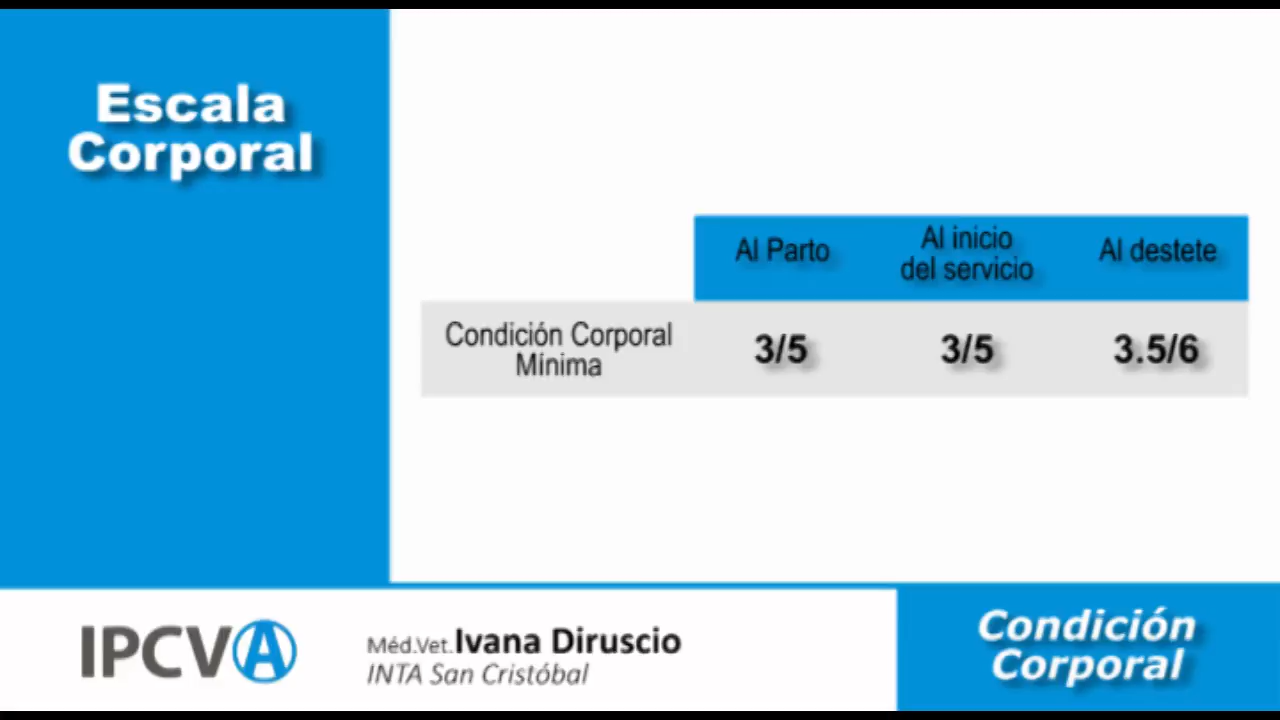 Escala
Corporal
Al Parto
Al inicio
del servicio
Al destete
Condición Corporal
Mínima
3/5
3/5
3.5/6
IPCVA
Méd.Vet.Ivana Diruscio
INTA San Cristóbal
Condición
Corporal